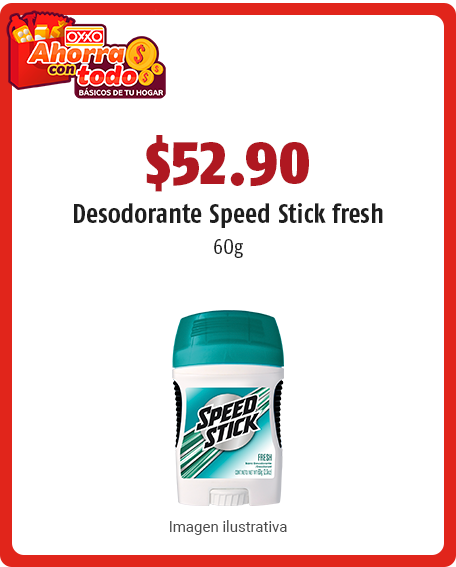 OXXO
Ahorra
con
todo
BÁSICOS DE TU HOGAR
$52.90
Desodorante Speed Stick fresh
60g
SPEED
STICK
FRESH
Imagen ilustrativa